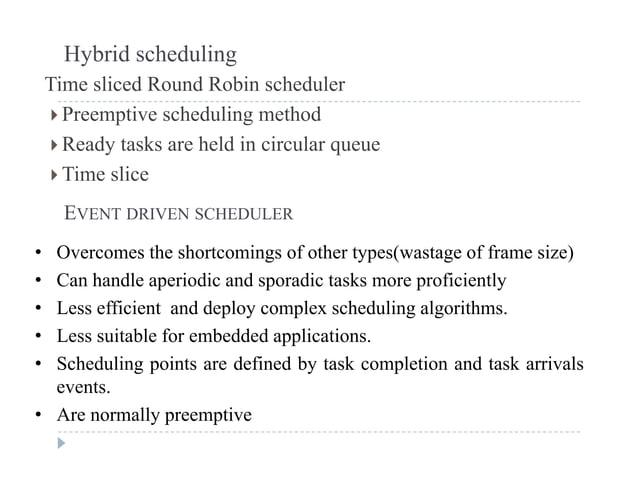 Hybrid scheduling
Time sliced Round Robin scheduler
Preemptive scheduling method
Ready tasks are held in circular queue
Time slice
EVENT DRIVEN SCHEDULER
• Overcomes the shortcomings of other types(wastage of frame size)
• Can handle aperiodic and sporadic tasks more proficiently
• Less efficient and deploy complex scheduling algorithms.
• Less suitable for embedded applications.
• Scheduling points are defined by task completion and task arrivals
events.
• Are normally preemptive